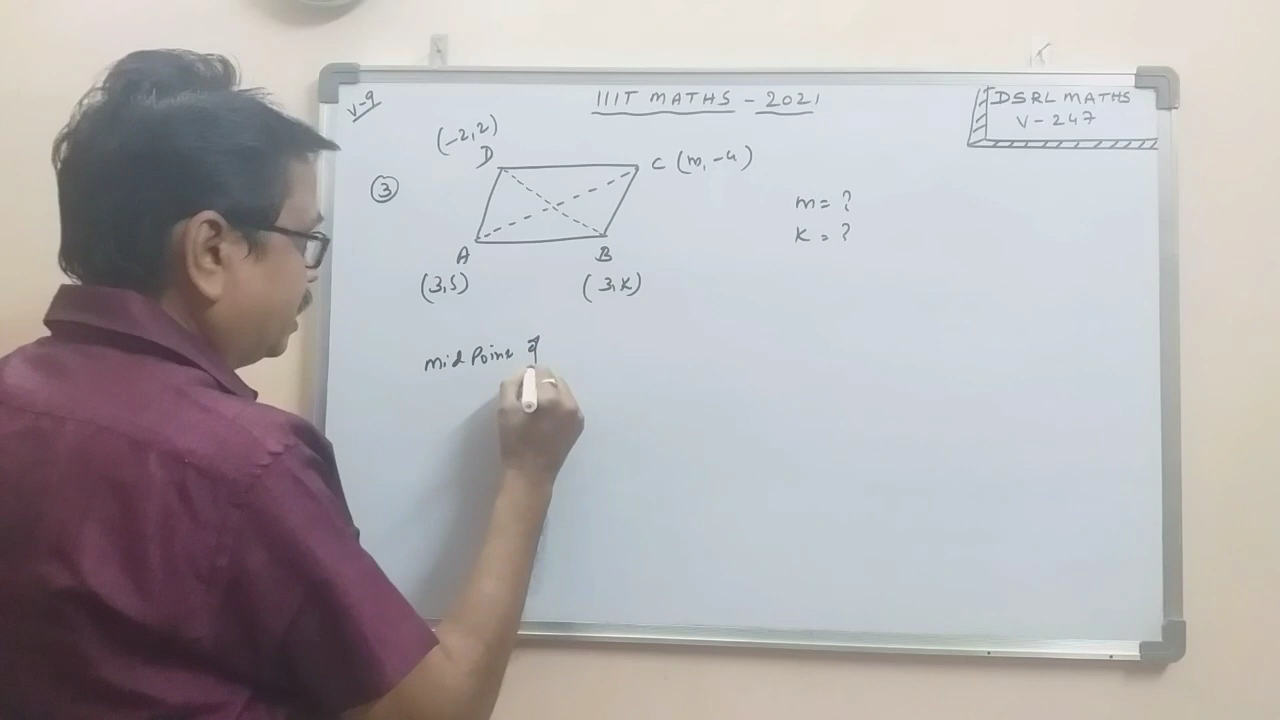 V-9
IIIT MATHS - 2021
DSRL MATHS
V - 247
(-2,2)
D
C (m, -4)
3
m = ?
K = ?
A
B
(3,5)
(3,K)
Mid Point of